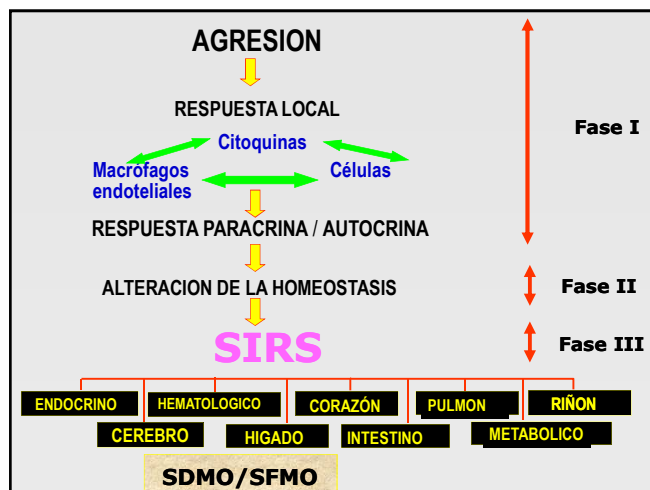 AGRESION
RESPUESTA LOCAL
Citoquinas
Macrófagos
endoteliales
Células
RESPUESTA PARACRINA / AUTOCRINA
ALTERACION DE LA HOMEOSTASIS
SIRS
Fase I
Fase II
Fase III
ENDOCRINO
HEMATOLOGICO
CORAZÓN
PULMON
RIÑON
CEREBRO
HIGADO
INTESTINO
METABOLICO
SDMO/SFMO